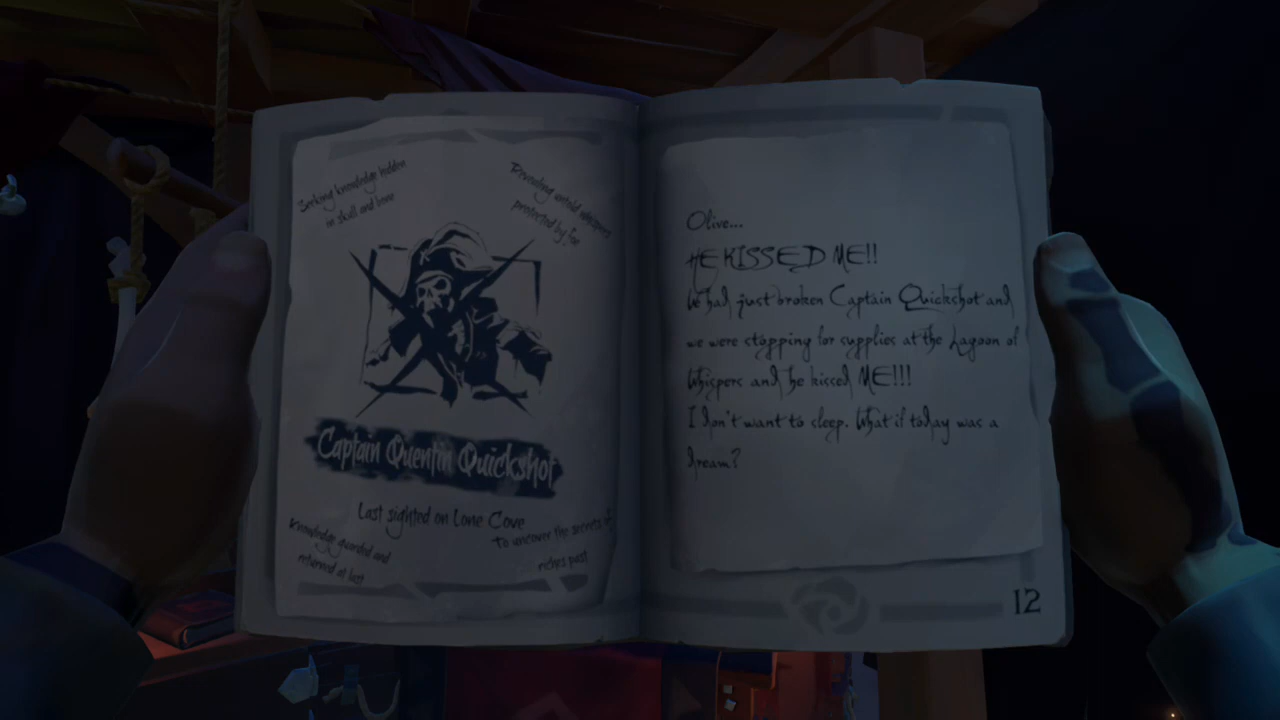 Seeking knowledge hidden
in skull and bone
Revealing untold whispers
protected by foe
Captain Quentin Quickshot
Last sighted on Lone Cove
Knowledge guarded and
returned at last
to uncover the secrets of
riches past
Olive...
HE KISSED ME!!
We had just broken Captain Quickshot and
we were stopping for supplies at the Lagoon of
Whispers and he kissed ME!!!
I don't want to sleep. What if today was a
dream?
12